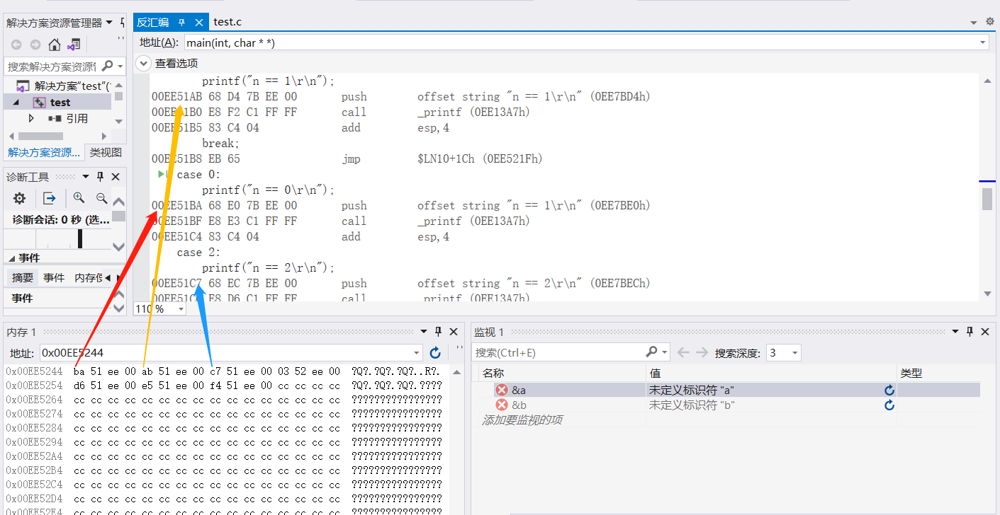 解决方案资源管理器
搜索解决方案资源
解决方案"test"(
test
引用
解决方案资源... 类视图
诊断工具
诊断会话: 0 秒 (选...
事件
摘要 事件 内存使
事件
反汇编 test.c
地址(A): main(int, char * *)
查看选项
printf("n == 1\r\n");
00EE51AB 68 D4 7B EE 00 push offset string "n == 1\r\n" (0EE7BD4h)
00EE51B0 E8 F2 C1 FF FF call _printf (0EE13A7h)
00EE51B5 83 C4 04 add esp,4
break;
00EE51B8 EB 65 jmp $LN10+1Ch (0EE521Fh)
case 0:
printf("n == 0\r\n");
00EE51BA 68 E0 7B EE 00 push offset string "n == 1\r\n" (0EE7BE0h)
00EE51BF E8 E3 C1 FF FF call _printf (0EE13A7h)
00EE51C4 83 C4 04 add esp,4
case 2:
printf("n == 2\r\n");
00EE51C7 68 EC 7B EE 00 push offset string "n == 2\r\n" (0EE7BECh)
E8 D6 C1 FF FF call _printf (0EE13A7h)
110 %
内存 1
地址: 0x00EE5244
0x00EE5244 ba 51 ee 00 ab 51 ee 00 c7 51 ee 00 03 52 ee 00 ?Q?.?Q?.?Q?..R?.
0x00EE5254 d6 51 ee 00 e5 51 ee 00 f4 51 ee 00 cc cc cc cc ?Q?.?Q?.?Q?.????
0x00EE5264 cc cc cc cc cc cc cc cc cc cc cc cc cc cc cc cc ????????????????
0x00EE5274 cc cc cc cc cc cc cc cc cc cc cc cc cc cc cc cc ????????????????
0x00EE5284 cc cc cc cc cc cc cc cc cc cc cc cc cc cc cc cc ????????????????
0x00EE5294 cc cc cc cc cc cc cc cc cc cc cc cc cc cc cc cc ????????????????
0x00EE52A4 cc cc cc cc cc cc cc cc cc cc cc cc cc cc cc cc ????????????????
0x00EE52B4 cc cc cc cc cc cc cc cc cc cc cc cc cc cc cc cc ????????????????
0x00EE52C4 cc cc cc cc cc cc cc cc cc cc cc cc cc cc cc cc ????????????????
0x00EE52D4 cc cc cc cc cc cc cc cc cc cc cc cc cc cc cc cc ????????????????
0x00EE52E4 cc cc cc cc cc cc cc cc cc cc cc cc cc cc cc cc ????????????????
监视 1
搜索(Ctrl+E) 搜索深度: 3
名称 值 类型
&a 未定义标识符 "a"
&b 未定义标识符 "b"
添加要监视的项